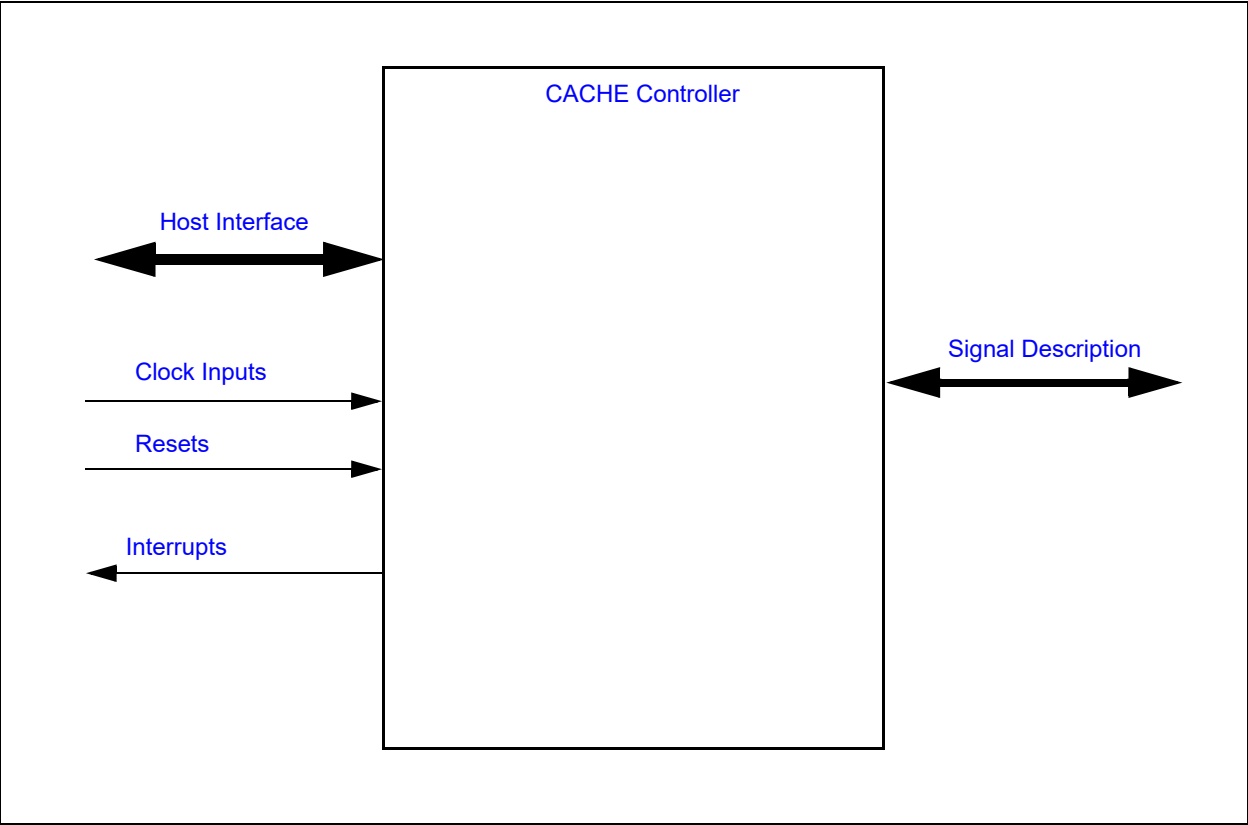 CACHE Controller
Host Interface
Signal Description
Clock Inputs
Resets
Interrupts